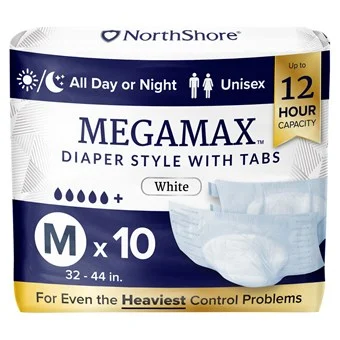 NorthShore
All Day or Night Unisex
Up to
12
HOUR
CAPACITY
MEGAMAX™
DIAPER STYLE WITH TABS
White
+
M x 10
32 - 44 in.
For Even the Heaviest Control Problems